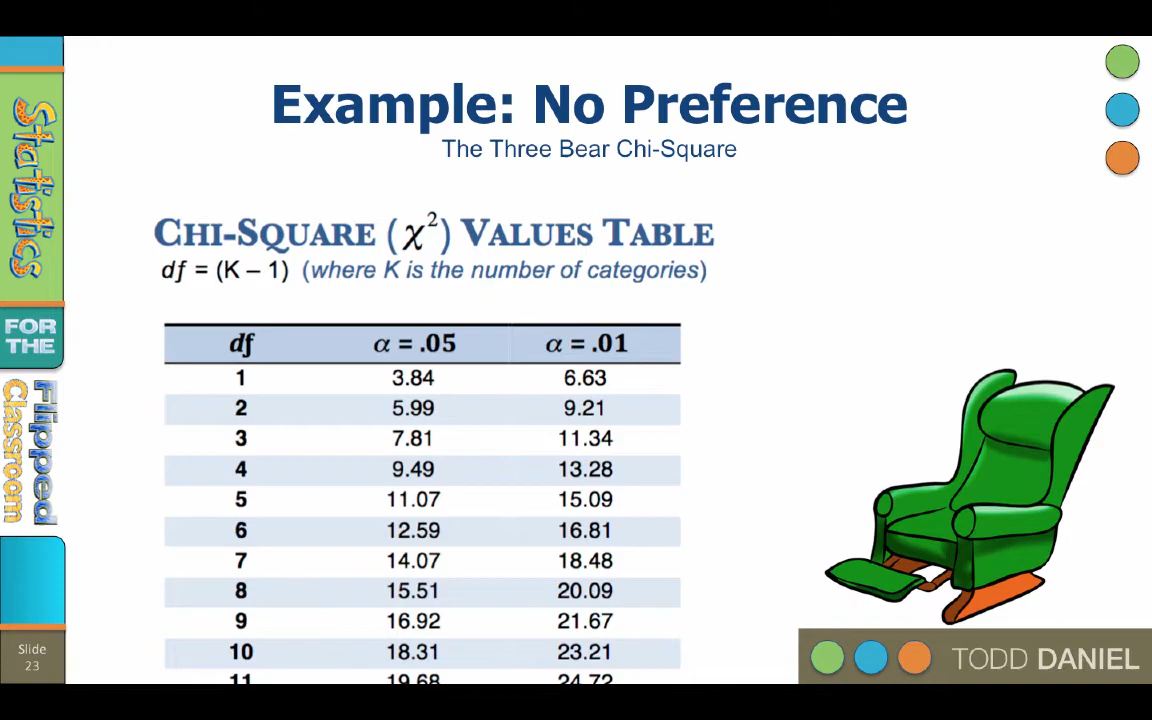 Example: No Preference
The Three Bear Chi-Square
CHI-SQUARE (χ²) VALUES TABLE
df = (K – 1) (where K is the number of categories)
df α = .05 α = .01
1 3.84 6.63
2 5.99 9.21
3 7.81 11.34
4 9.49 13.28
5 11.07 15.09
6 12.59 16.81
7 14.07 18.48
8 15.51 20.09
9 16.92 21.67
10 18.31 23.21
11 19.68 24.72
Statistics
FOR
THE
Flipped
Classroom
Slide
23
TODD DANIEL